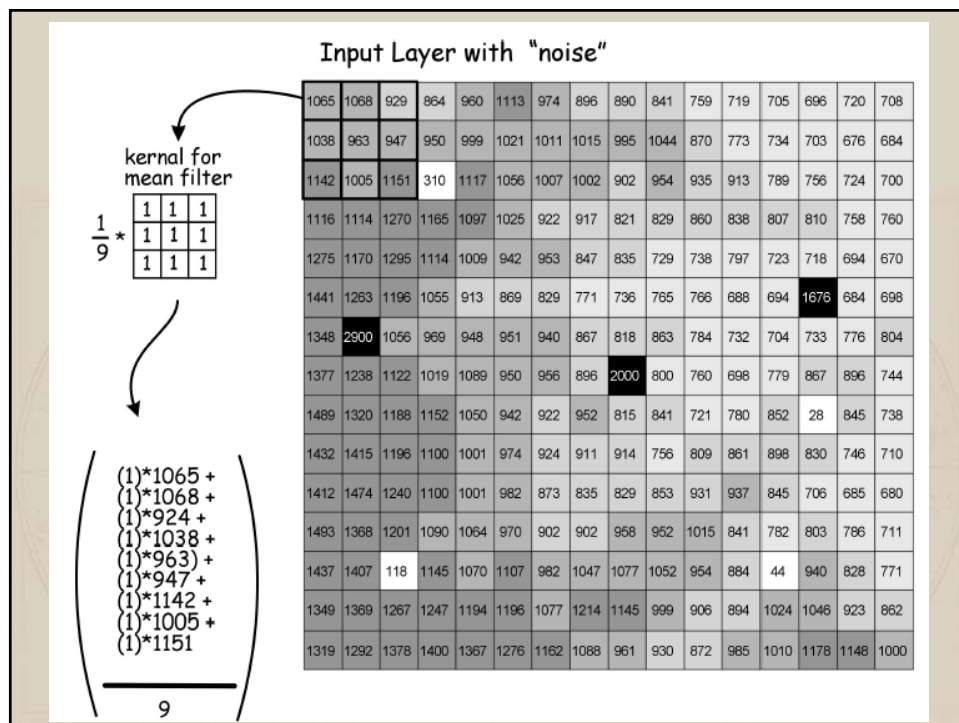 Input Layer with "noise"
1065 1068 929 864 960 1113 974 896 890 841 759 719 705 696 720 708
1038 963 947 950 999 1021 1011 1015 995 1044 870 773 734 703 676 684
1142 1005 1151 310 1117 1056 1007 1002 902 954 935 913 789 756 724 700
1116 1114 1270 1165 1097 1025 922 917 821 829 860 838 807 810 758 760
1275 1170 1295 1114 1009 942 953 847 835 729 738 797 723 718 694 670
1441 1263 1196 1055 913 869 829 771 736 765 766 688 694 1676 684 698
1348 2900 1056 969 948 951 940 867 818 863 784 732 704 733 776 804
1377 1238 1122 1019 1089 950 956 896 2000 800 760 698 779 867 896 744
1489 1320 1188 1152 1050 942 922 952 815 841 721 780 852 28 845 738
1432 1415 1196 1100 1001 974 924 911 914 756 809 861 898 830 746 710
1412 1474 1240 1100 1001 982 873 835 829 853 931 937 845 706 685 680
1493 1368 1201 1090 1064 970 902 902 958 952 1015 841 782 803 786 711
1437 1407 118 1145 1070 1107 982 1047 1077 1052 954 884 44 940 828 771
1349 1369 1267 1247 1194 1196 1077 1214 1145 999 906 894 1024 1046 923 862
1319 1292 1378 1400 1367 1276 1162 1088 961 930 872 985 1010 1178 1148 1000
kernal for
mean filter
1 1 1
1/9 * 1 1 1
1 1 1
(1)*1065 +
(1)*1068 +
(1)*924 +
(1)*1038 +
(1)*963) +
(1)*947 +
(1)*1142 +
(1)*1005 +
(1)*1151
9